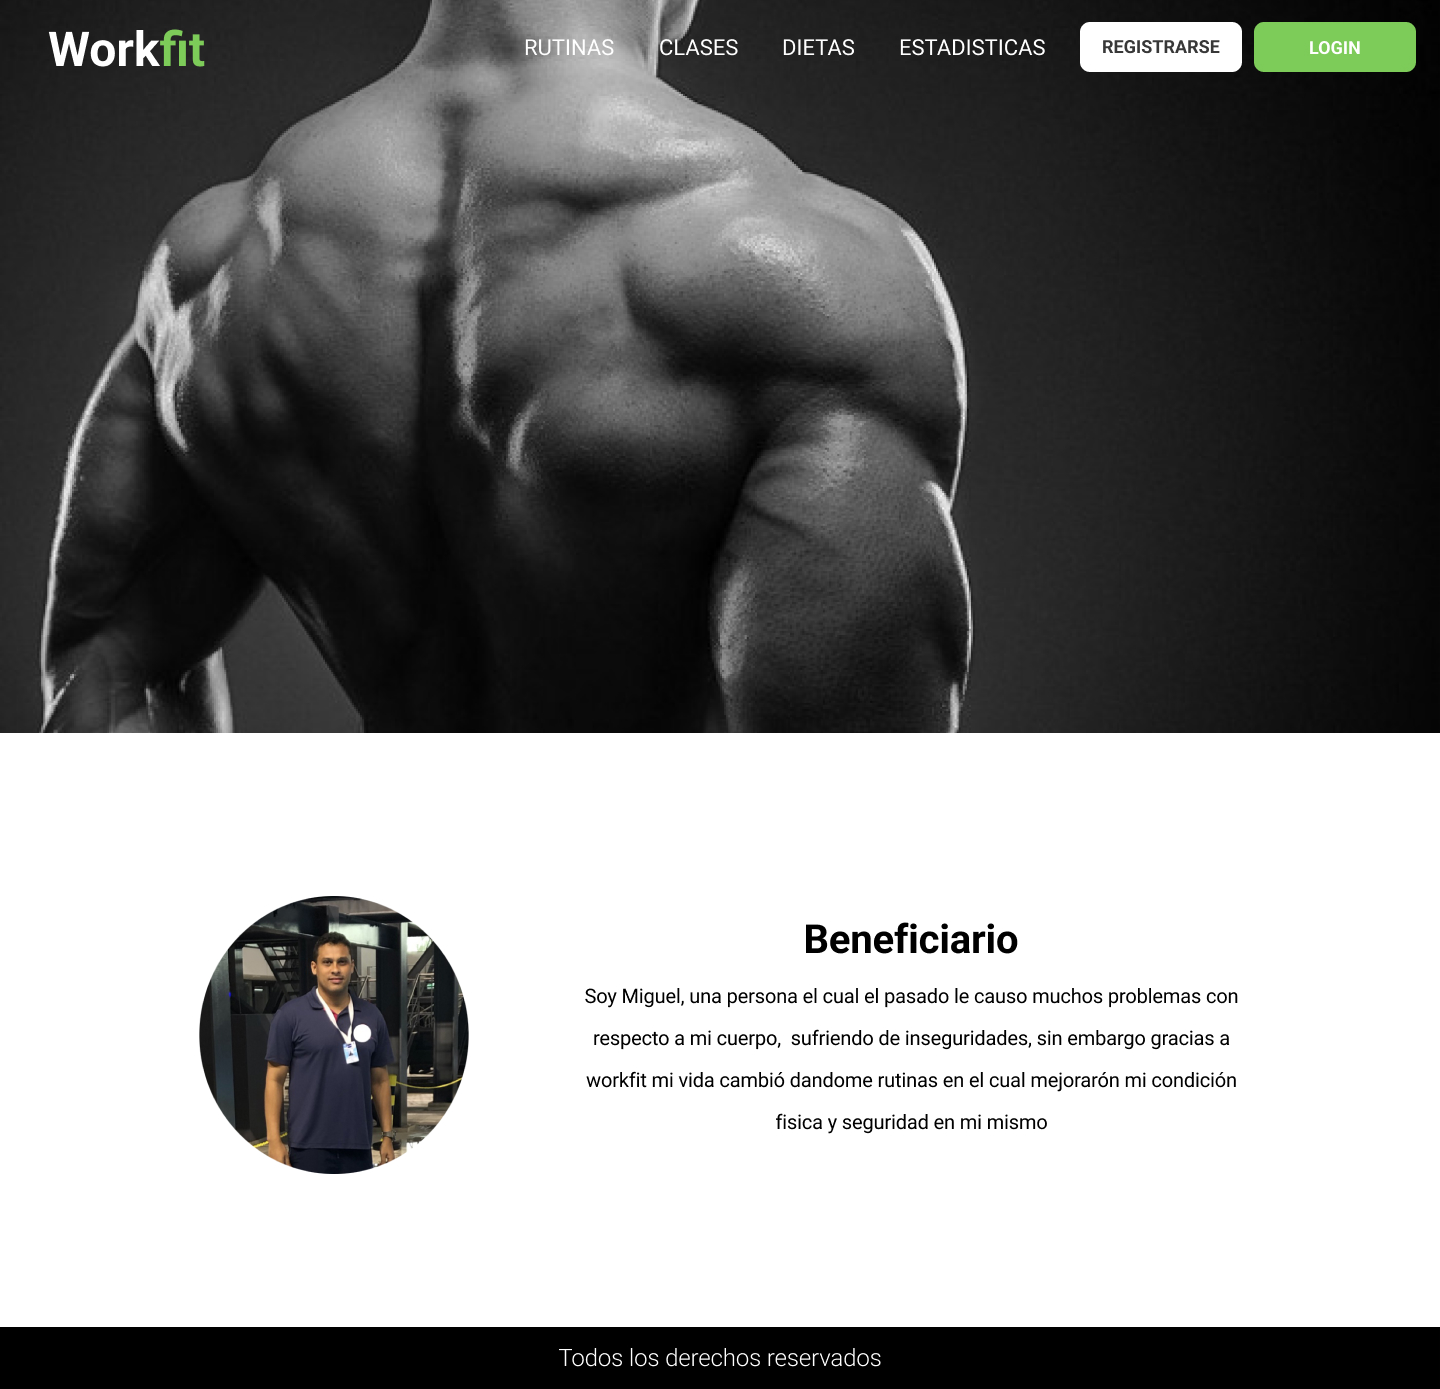 Workfit
RUTINAS CLASES DIETAS ESTADISTICAS REGISTRARSE LOGIN
Beneficiario
Soy Miguel, una persona el cual el pasado le causo muchos problemas con
respecto a mi cuerpo,  sufriendo de inseguridades, sin embargo gracias a
workfit mi vida cambió dandome rutinas en el cual mejorarón mi condición
fisica y seguridad en mi mismo
Todos los derechos reservados